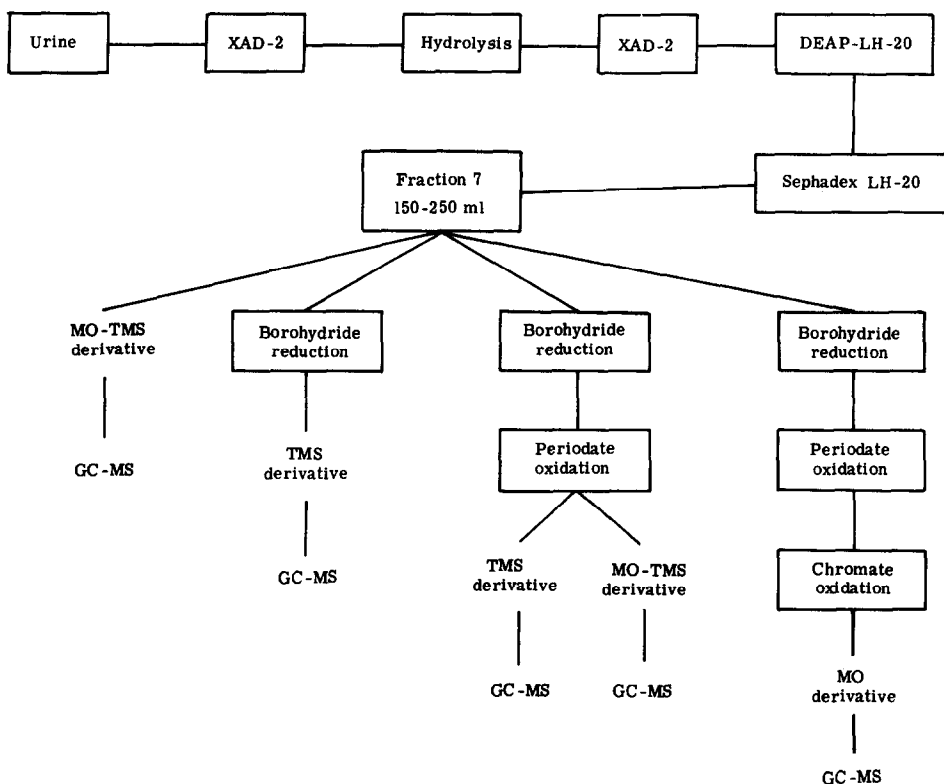 Urine
XAD-2
Hydrolysis
XAD-2
DEAP-LH-20
Sephadex LH-20
Fraction 7
150-250 ml
MO-TMS
derivative
GC-MS
Borohydride
reduction
TMS
derivative
GC-MS
Borohydride
reduction
Periodate
oxidation
TMS
derivative
GC-MS
MO-TMS
derivative
GC-MS
Borohydride
reduction
Periodate
oxidation
Chromate
oxidation
MO
derivative
GC-MS